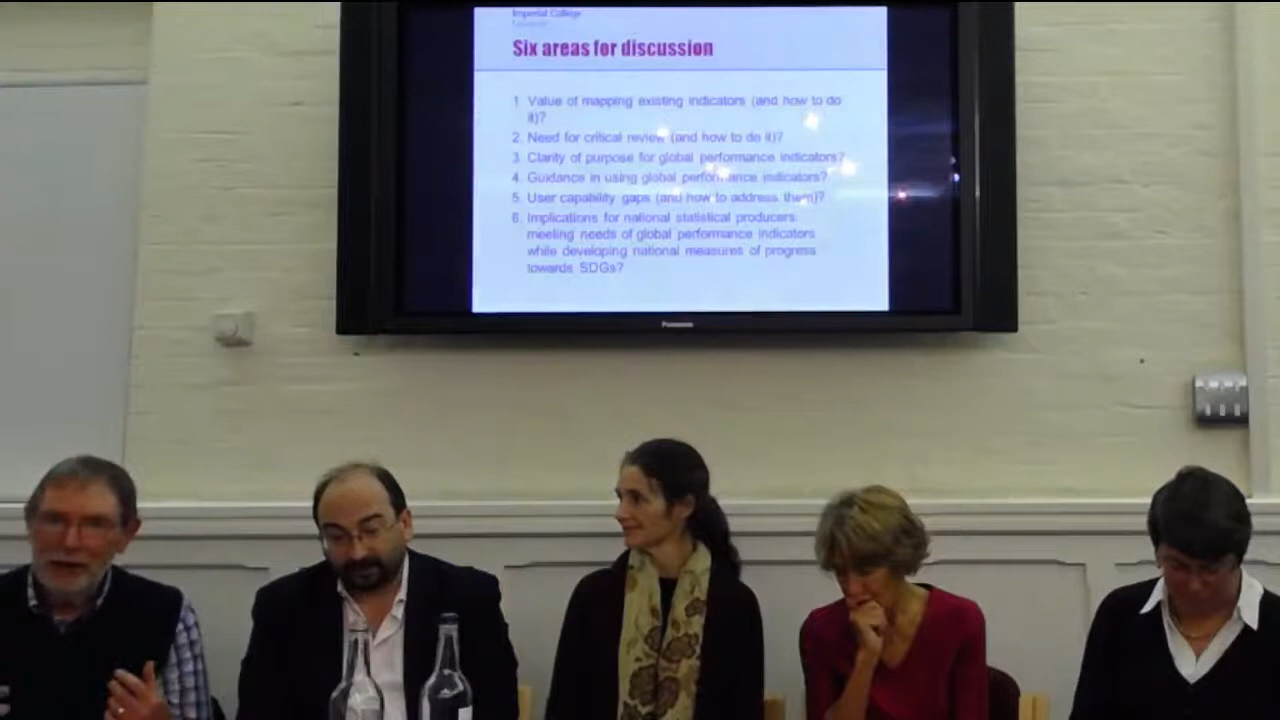 Imperial College
Six areas for discussion
1. Value of mapping existing indicators (and how to do
it)?
2. Need for critical review (and how to do it)?
3. Clarity of purpose for global performance indicators?
4. Guidance in using global performance indicators?
5. User capability gaps (and how to address them)?
6. Implications for national statistical producers:
meeting needs of global performance indicators
while developing national measures of progress
towards SDGs?
Panasonic